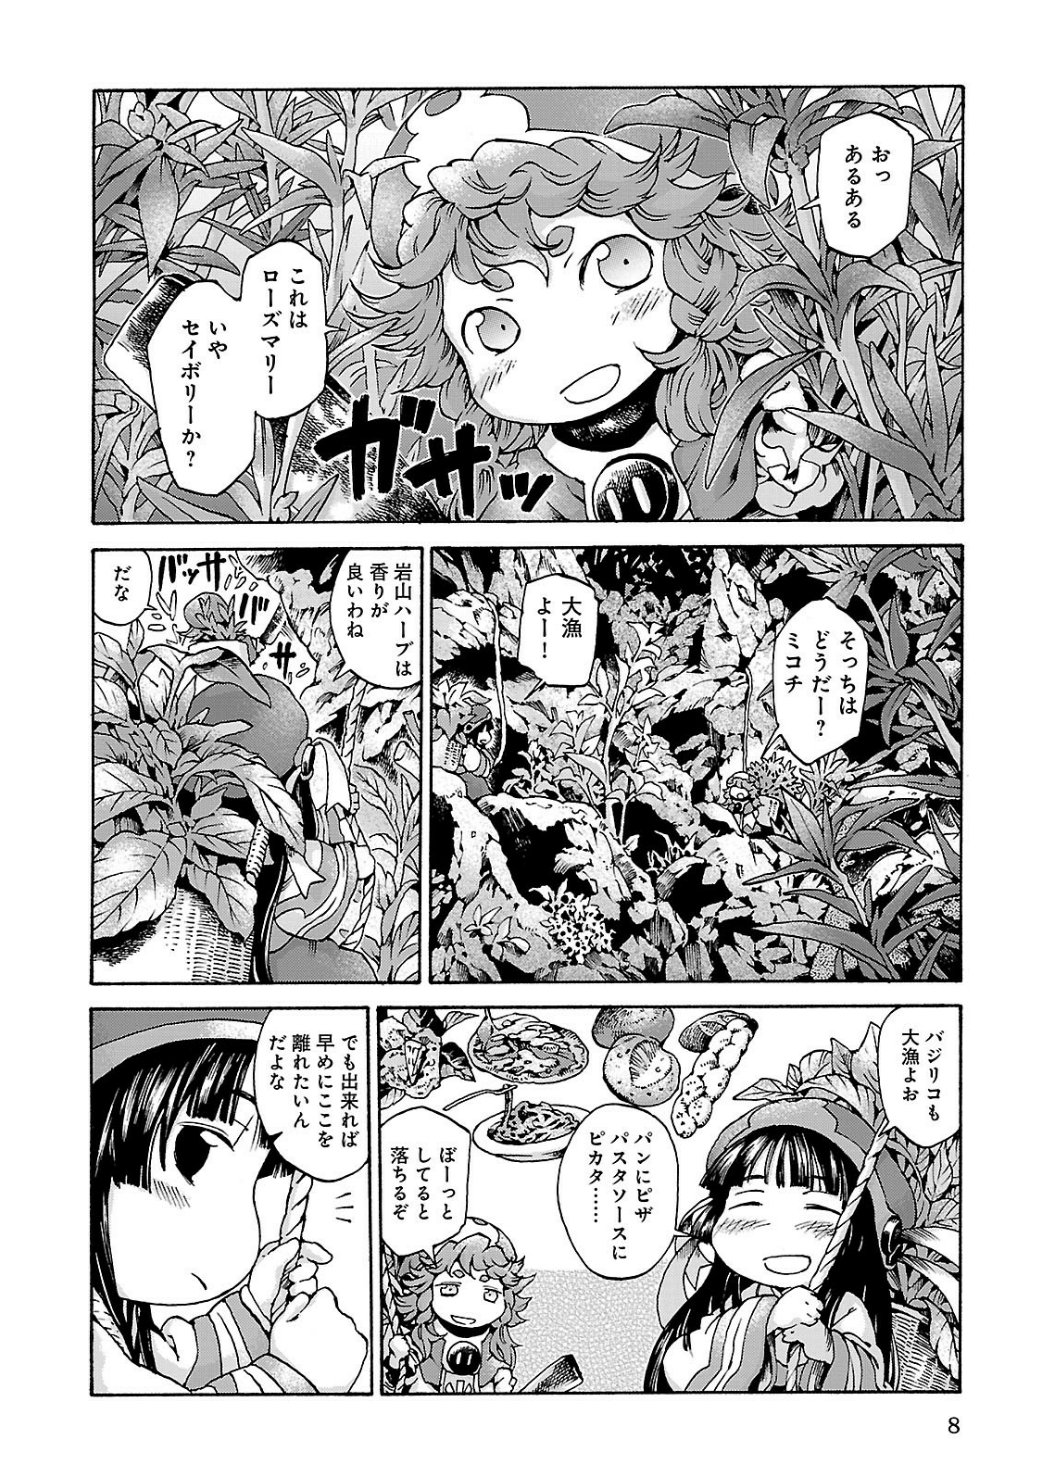 おっ
あるある
これは
ローズマリー
いや
セイボリーか?
ガサッ
そっちは
どうだー?
ミコチ
大漁
よー!
岩山ハーブは
香りが
良いわね
バッサ
バサ
だな
バジリコも
大漁よお
パンにピザ
パスタソースに
ピカタ……
ぼーっと
してると
落ちるぞ
でも出来れば
早めにここを
離れたいん
だよな
8